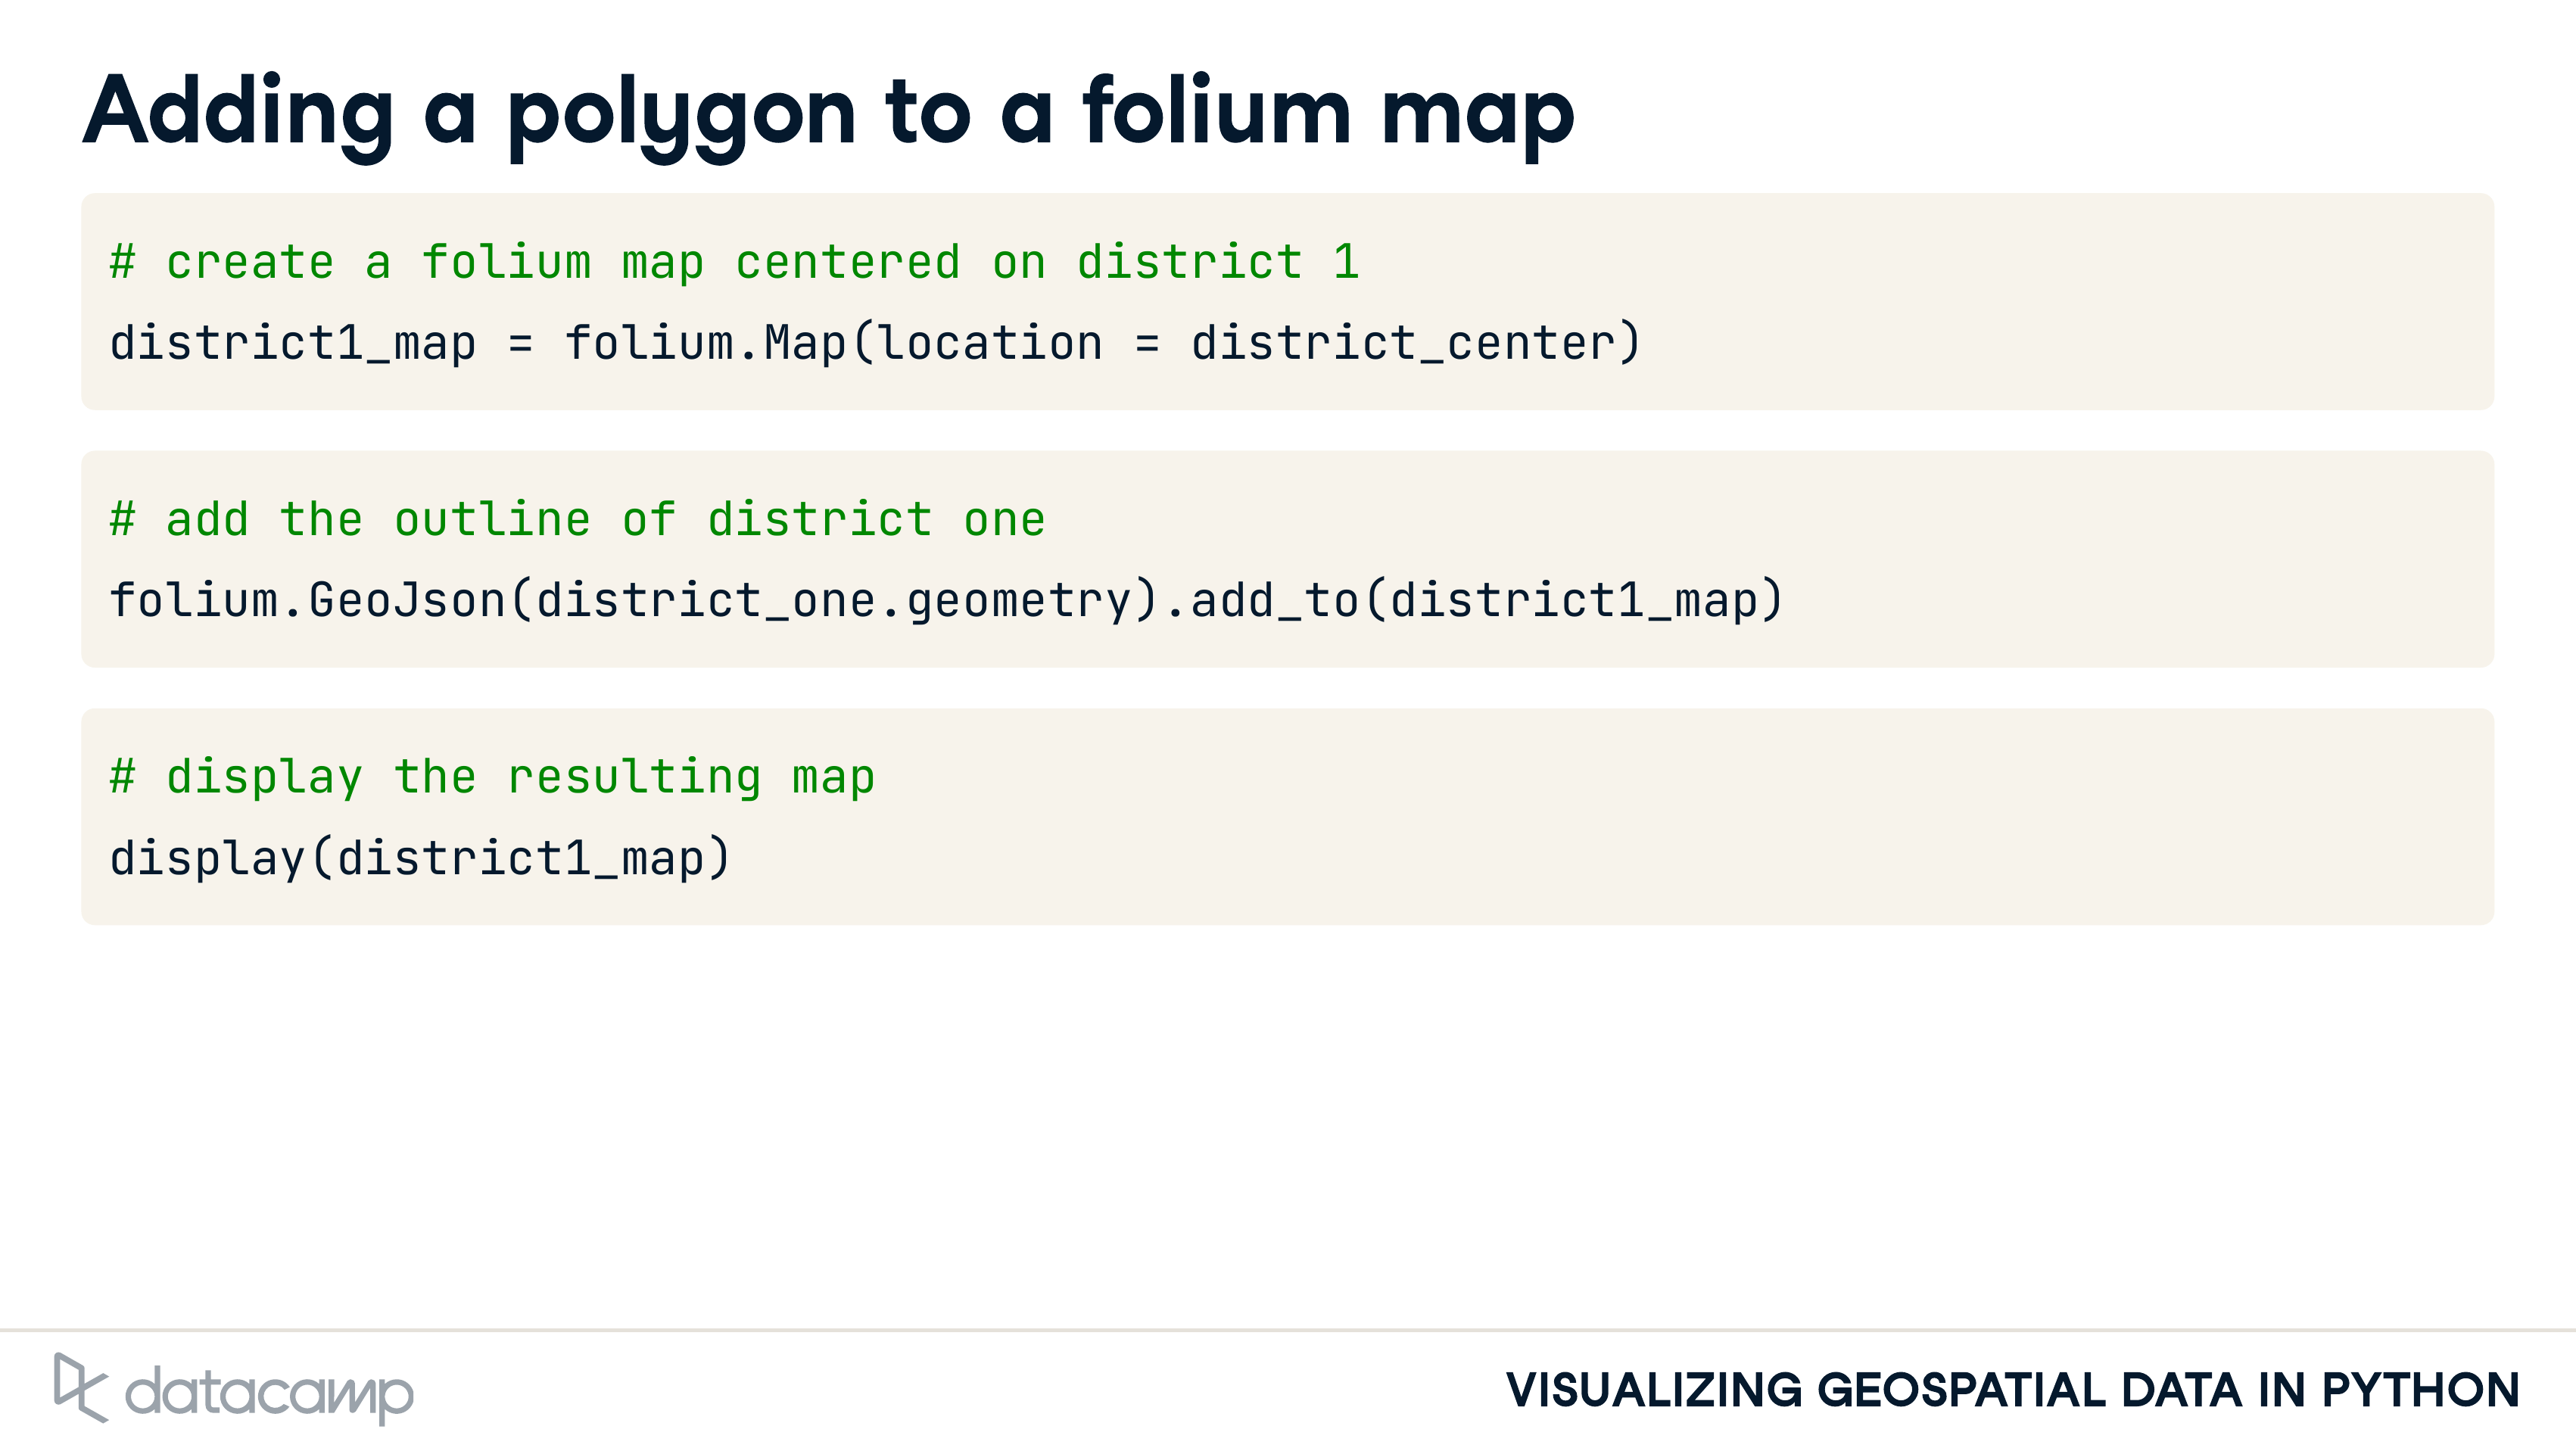 Adding a polygon to a folium map
# create a folium map centered on district 1
district1_map = folium.Map(location = district_center)
# add the outline of district one
folium.GeoJson(district_one.geometry).add_to(district1_map)
# display the resulting map
display(district1_map)
datacamp
VISUALIZING GEOSPATIAL DATA IN PYTHON